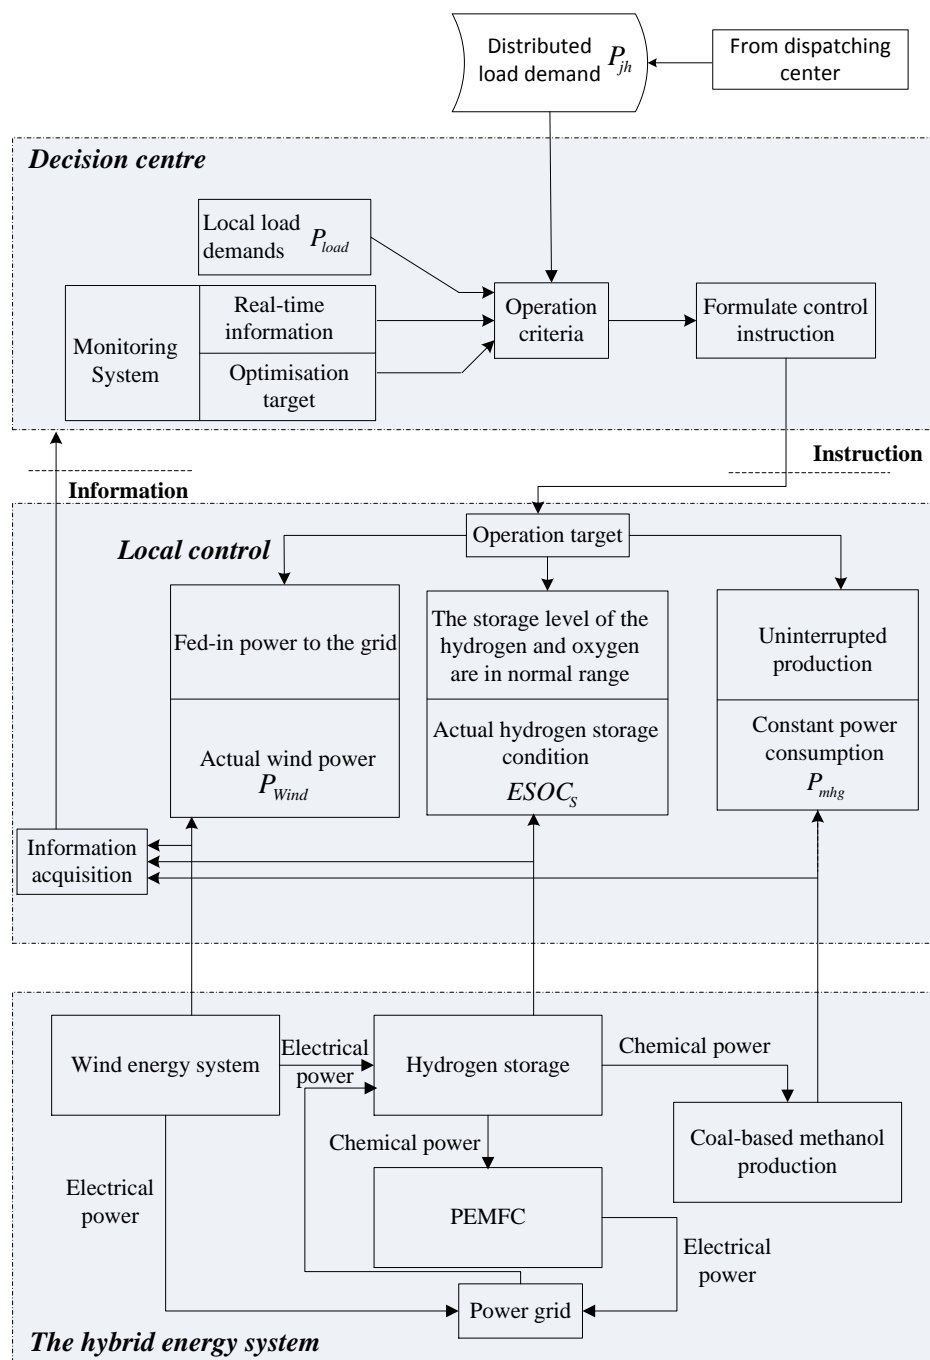 Distributed
load demand P_jh
From dispatching
center
Decision centre
Local load
demands P_load
Monitoring
System
Real-time
information
Optimisation
target
Operation
criteria
Formulate control
instruction
Instruction
Information
Local control
Operation target
Fed-in power to the grid
Actual wind power
P_Wind
The storage level of the
hydrogen and oxygen
are in normal range
Actual hydrogen storage
condition
ESOC_S
Uninterrupted
production
Constant power
consumption
P_mhg
Information
acquisition
Wind energy system
Electrical
power
Hydrogen storage
Chemical power
Coal-based methanol
production
Chemical power
Electrical
power
PEMFC
Electrical
power
Power grid
The hybrid energy system